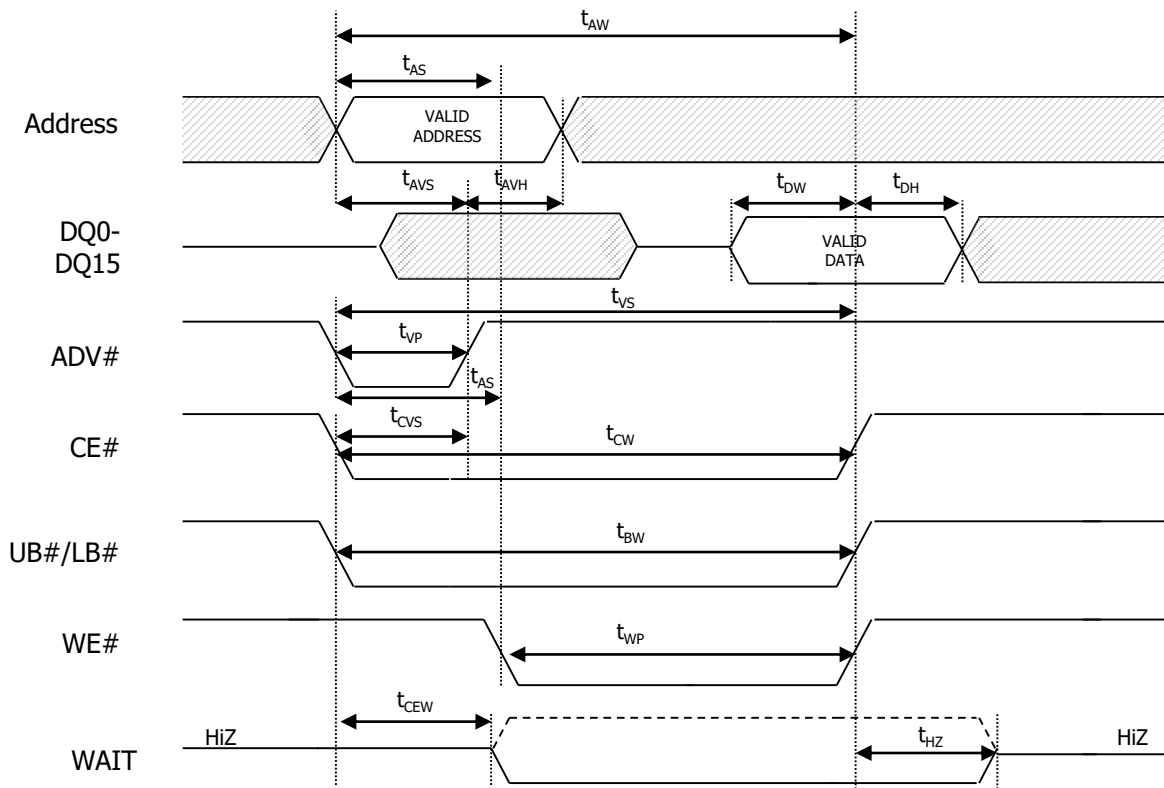 tAW
tAS
Address
VALID
ADDRESS
tAVS
tAVH
tDW
tDH
DQ0-
DQ15
VALID
DATA
tVS
ADV#
tVP
tAS
CE#
tCVS
tCW
UB#/LB#
tBW
WE#
tWP
tCEW
WAIT
HiZ
tHZ
HiZ